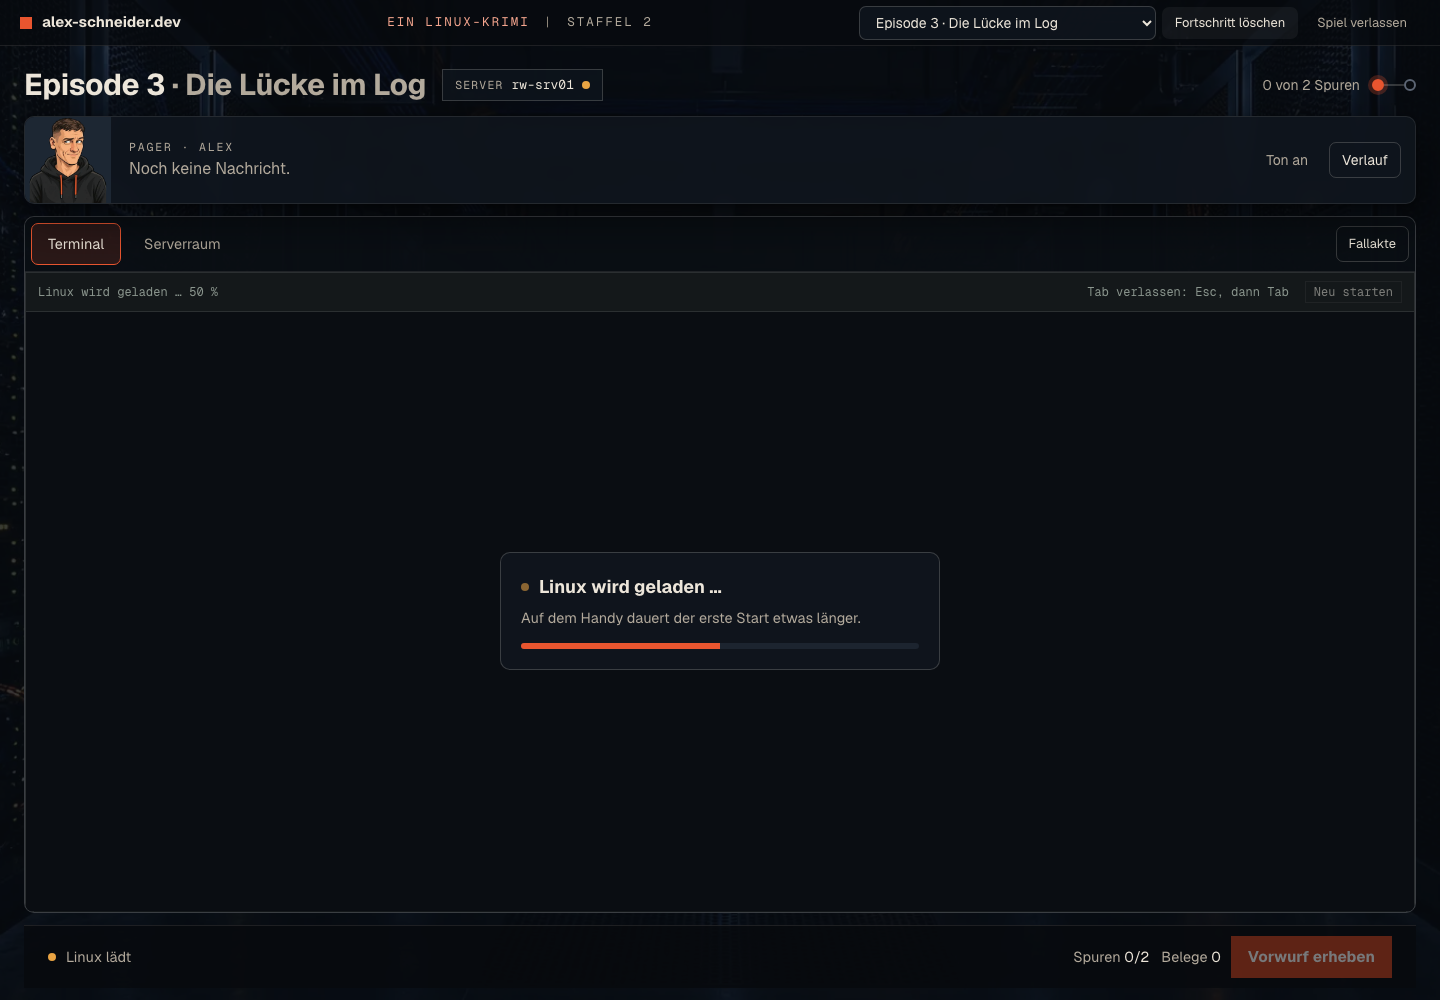 alex-schneider.dev
EIN LINUX-KRIMI | STAFFEL 2
Episode 3 · Die Lücke im Log
Fortschritt löschen
Spiel verlassen
Episode 3 · Die Lücke im Log
SERVER rw-srv01
0 von 2 Spuren
PAGER · ALEX
Noch keine Nachricht.
Ton an
Verlauf
Terminal
Serverraum
Fallakte
Linux wird geladen … 50 %
Tab verlassen: Esc, dann Tab
Neu starten
Linux wird geladen …
Auf dem Handy dauert der erste Start etwas länger.
Linux lädt
Spuren 0/2
Belege 0
Vorwurf erheben